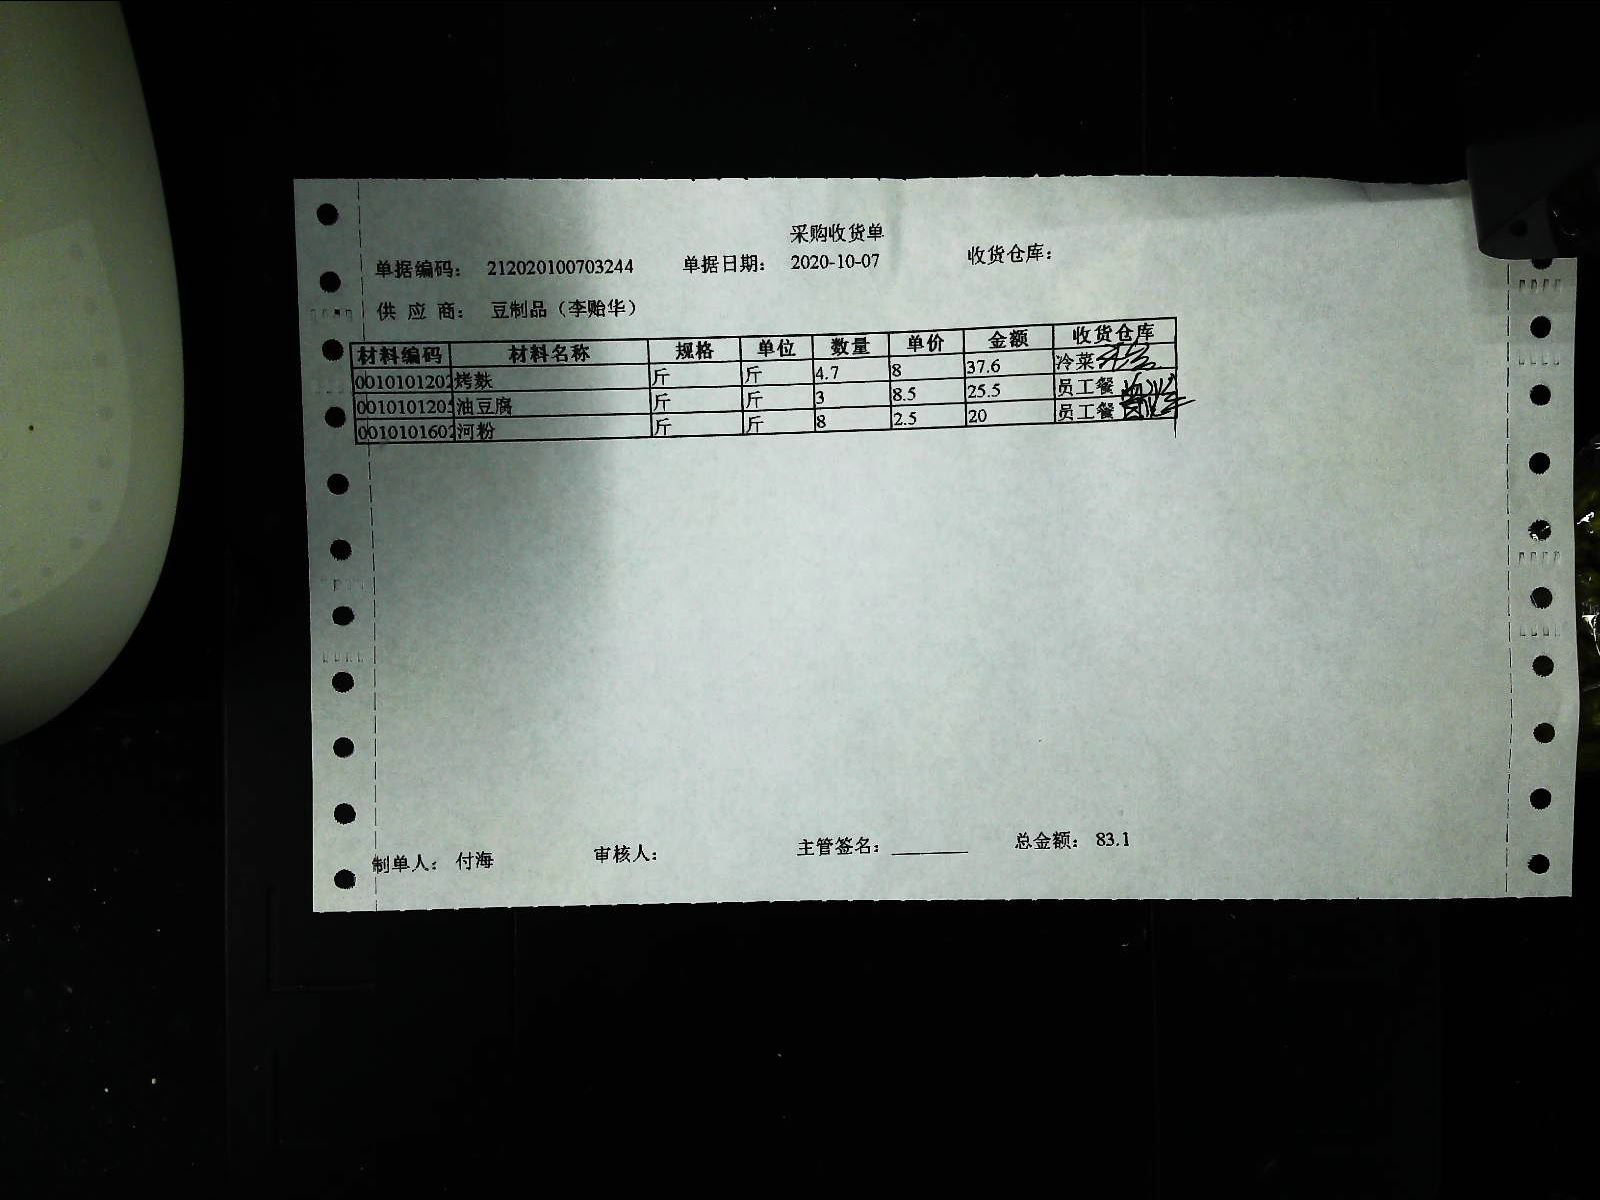 采购收货单
单据编码： 212020100703244 单据日期： 2020-10-07 收货仓库：
供 应 商： 豆制品（李贻华）
材料编码 材料名称 规格 单位 数量 单价 金额 收货仓库
0010101202 烤麸 斤 斤 4.7 8 37.6 冷菜
001010120 油豆腐 斤 斤 3 8.5 25.5 员工餐
001010160 河粉 斤 斤 8 2.5 20 员工餐
制单人： 付海 审核人： 主管签名： 总金额： 83.1